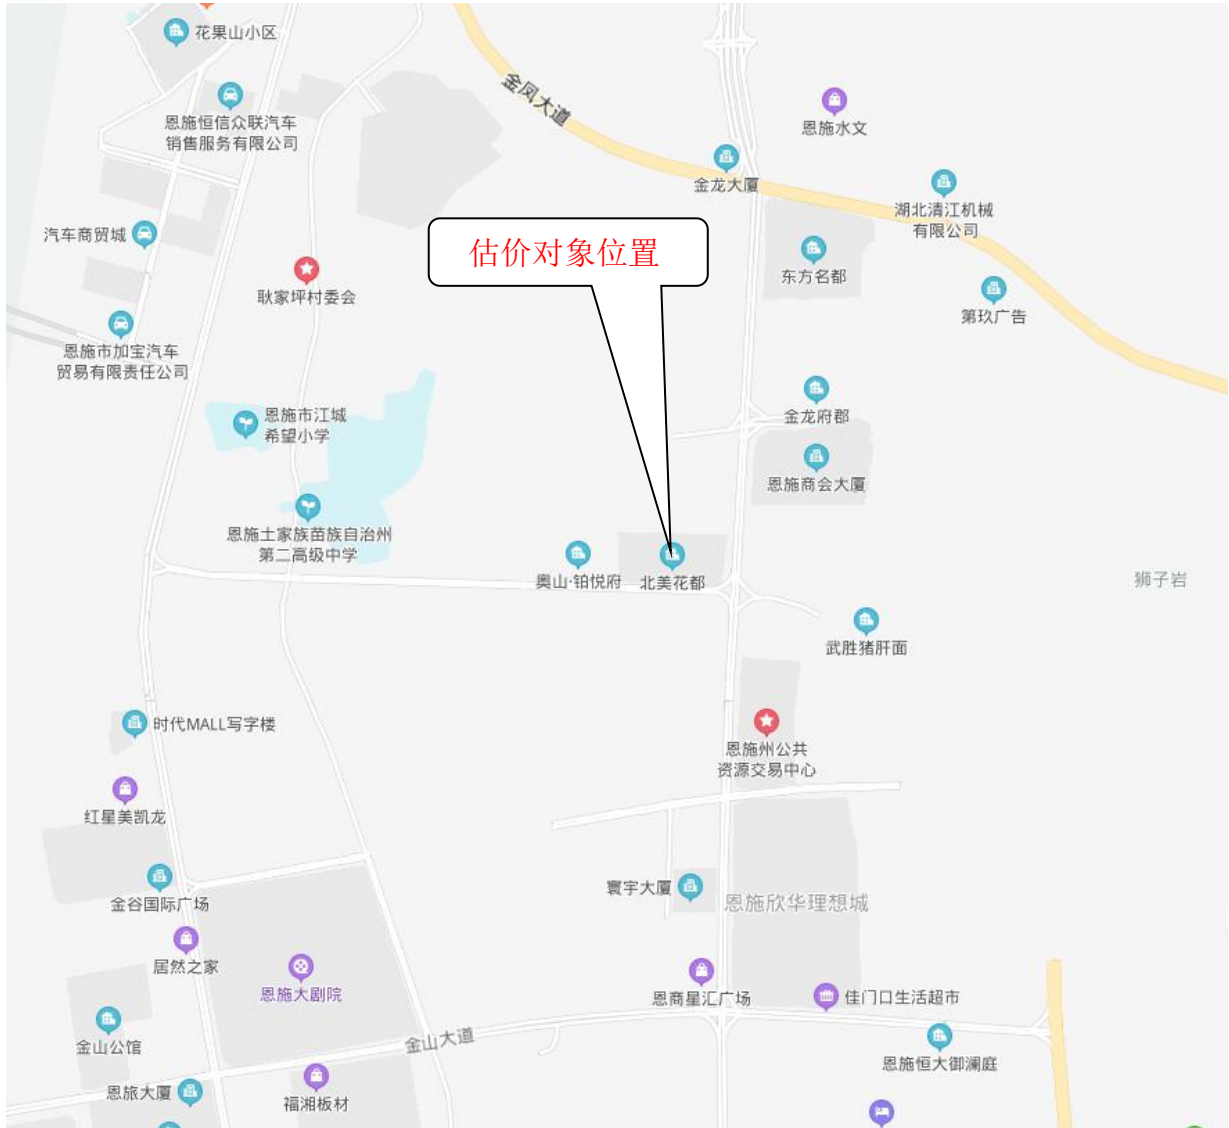 花果山小区
恩施恒信众联汽车
销售服务有限公司
金凤大道
恩施水文
金龙大厦
湖北清江机械
有限公司
汽车商贸城
估价对象位置
东方名都
耿家坪村委会
第玖广告
恩施市加宝汽车
贸易有限责任公司
恩施市江城
希望小学
金龙府郡
恩施商会大厦
恩施土家族苗族自治州
第二高级中学
奥山·铂悦府
北美花都
狮子岩
武胜猪肝面
时代MALL写字楼
恩施州公共
资源交易中心
红星美凯龙
寰宇大厦
金谷国际广场
恩施欣华理想城
居然之家
恩施大剧院
恩商星汇广场
佳门口生活超市
金山公馆
金山大道
恩施恒大御澜庭
恩旅大厦
福湘板材